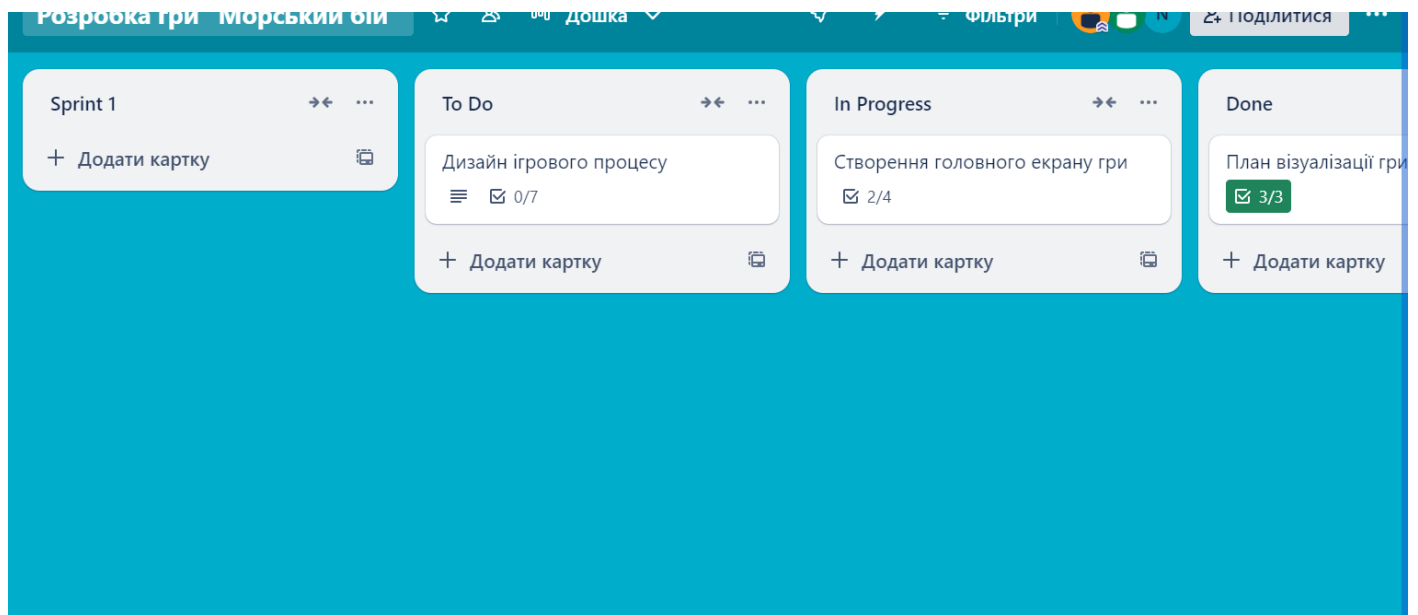 Розробка гри "Морський бій"
Дошка
Фільтри
N
Поділитися
Sprint 1
Додати картку
To Do
Дизайн ігрового процесу
0/7
Додати картку
In Progress
Створення головного екрану гри
2/4
Додати картку
Done
План візуалізації гри
3/3
Додати картку